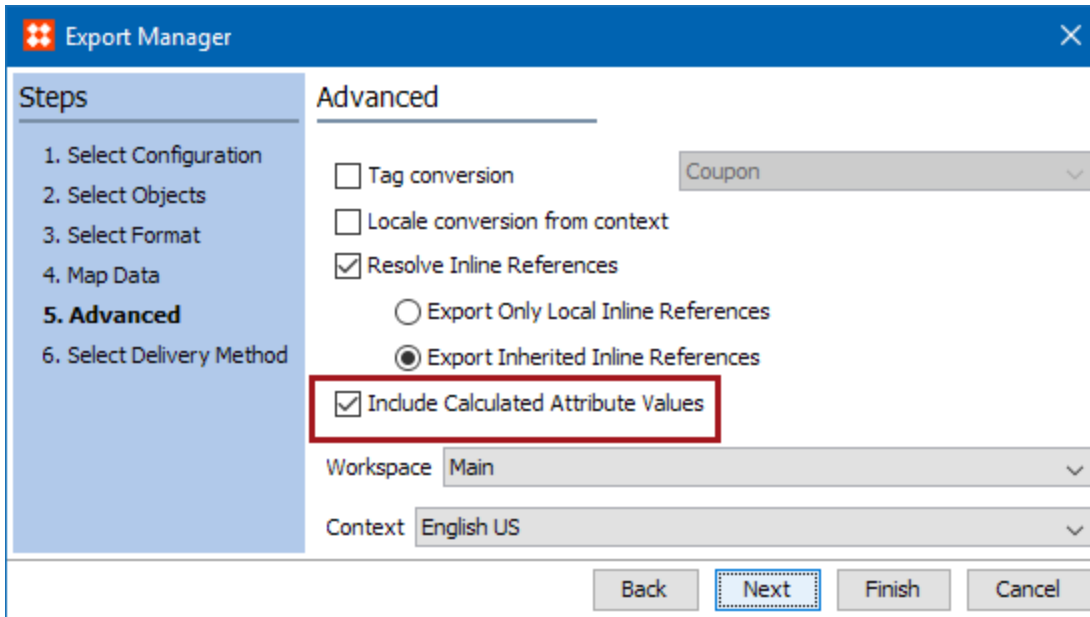 Export Manager
Steps
1. Select Configuration
2. Select Objects
3. Select Format
4. Map Data
5. Advanced
6. Select Delivery Method
Advanced
Tag conversion
Coupon
Locale conversion from context
Resolve Inline References
Export Only Local Inline References
Export Inherited Inline References
Include Calculated Attribute Values
Workspace Main
Context English US
Back Next Finish Cancel